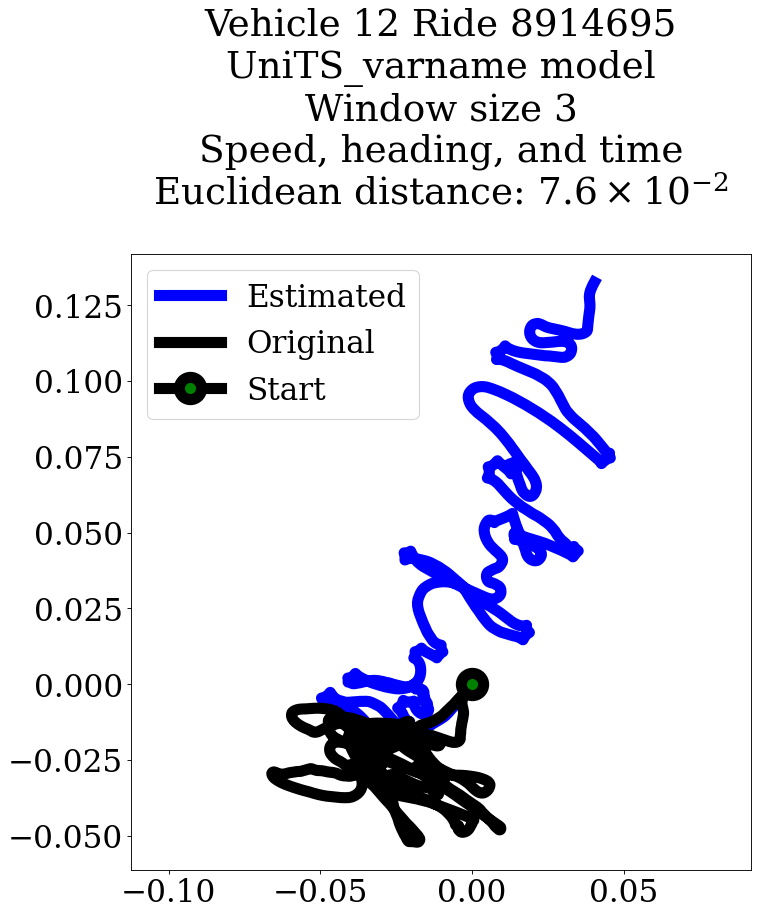 Vehicle 12 Ride 8914695
UniTS_varname model
Window size 3
Speed, heading, and time
Euclidean distance: $7.6 \times 10^{-2}$
Estimated
Original
Start
0.125
0.100
0.075
0.050
0.025
0.000
−0.025
−0.050
−0.10 −0.05 0.00 0.05